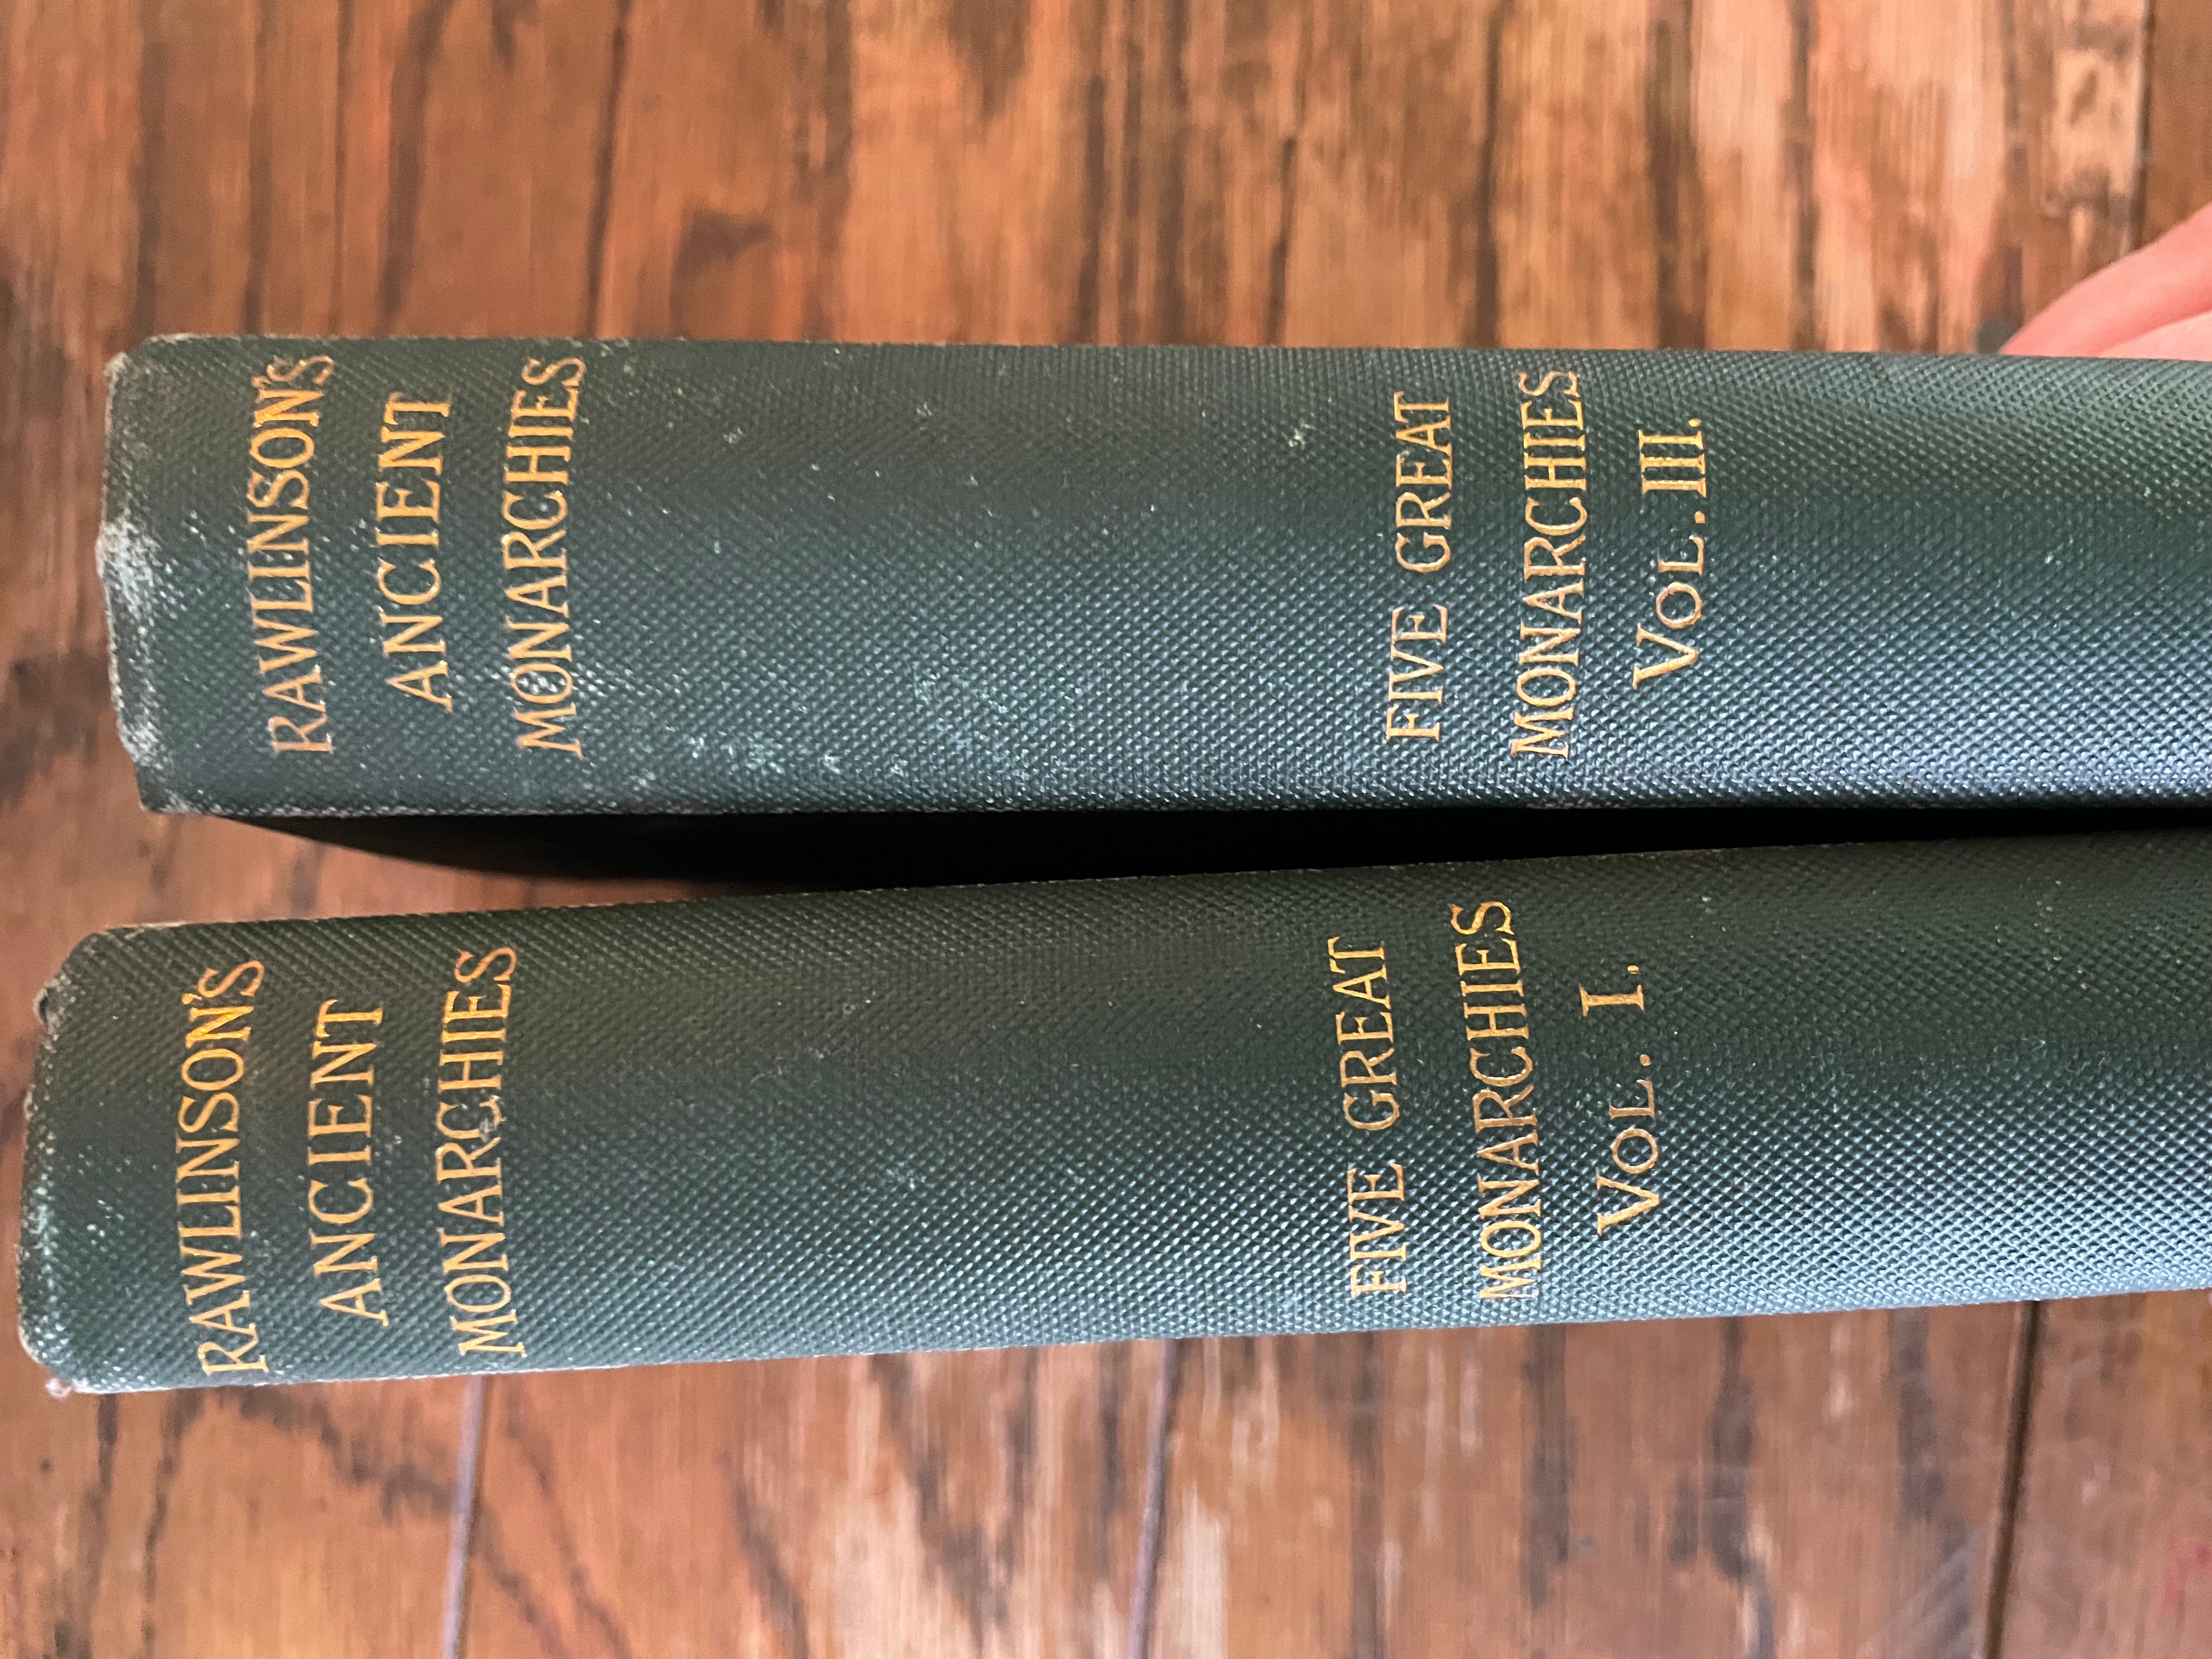 RAWLINSON'S
ANCIENT
MONARCHIES
FIVE GREAT
MONARCHIES
VOL. III.
RAWLINSON'S
ANCIENT
MONARCHIES
FIVE GREAT
MONARCHIES
VOL. I.